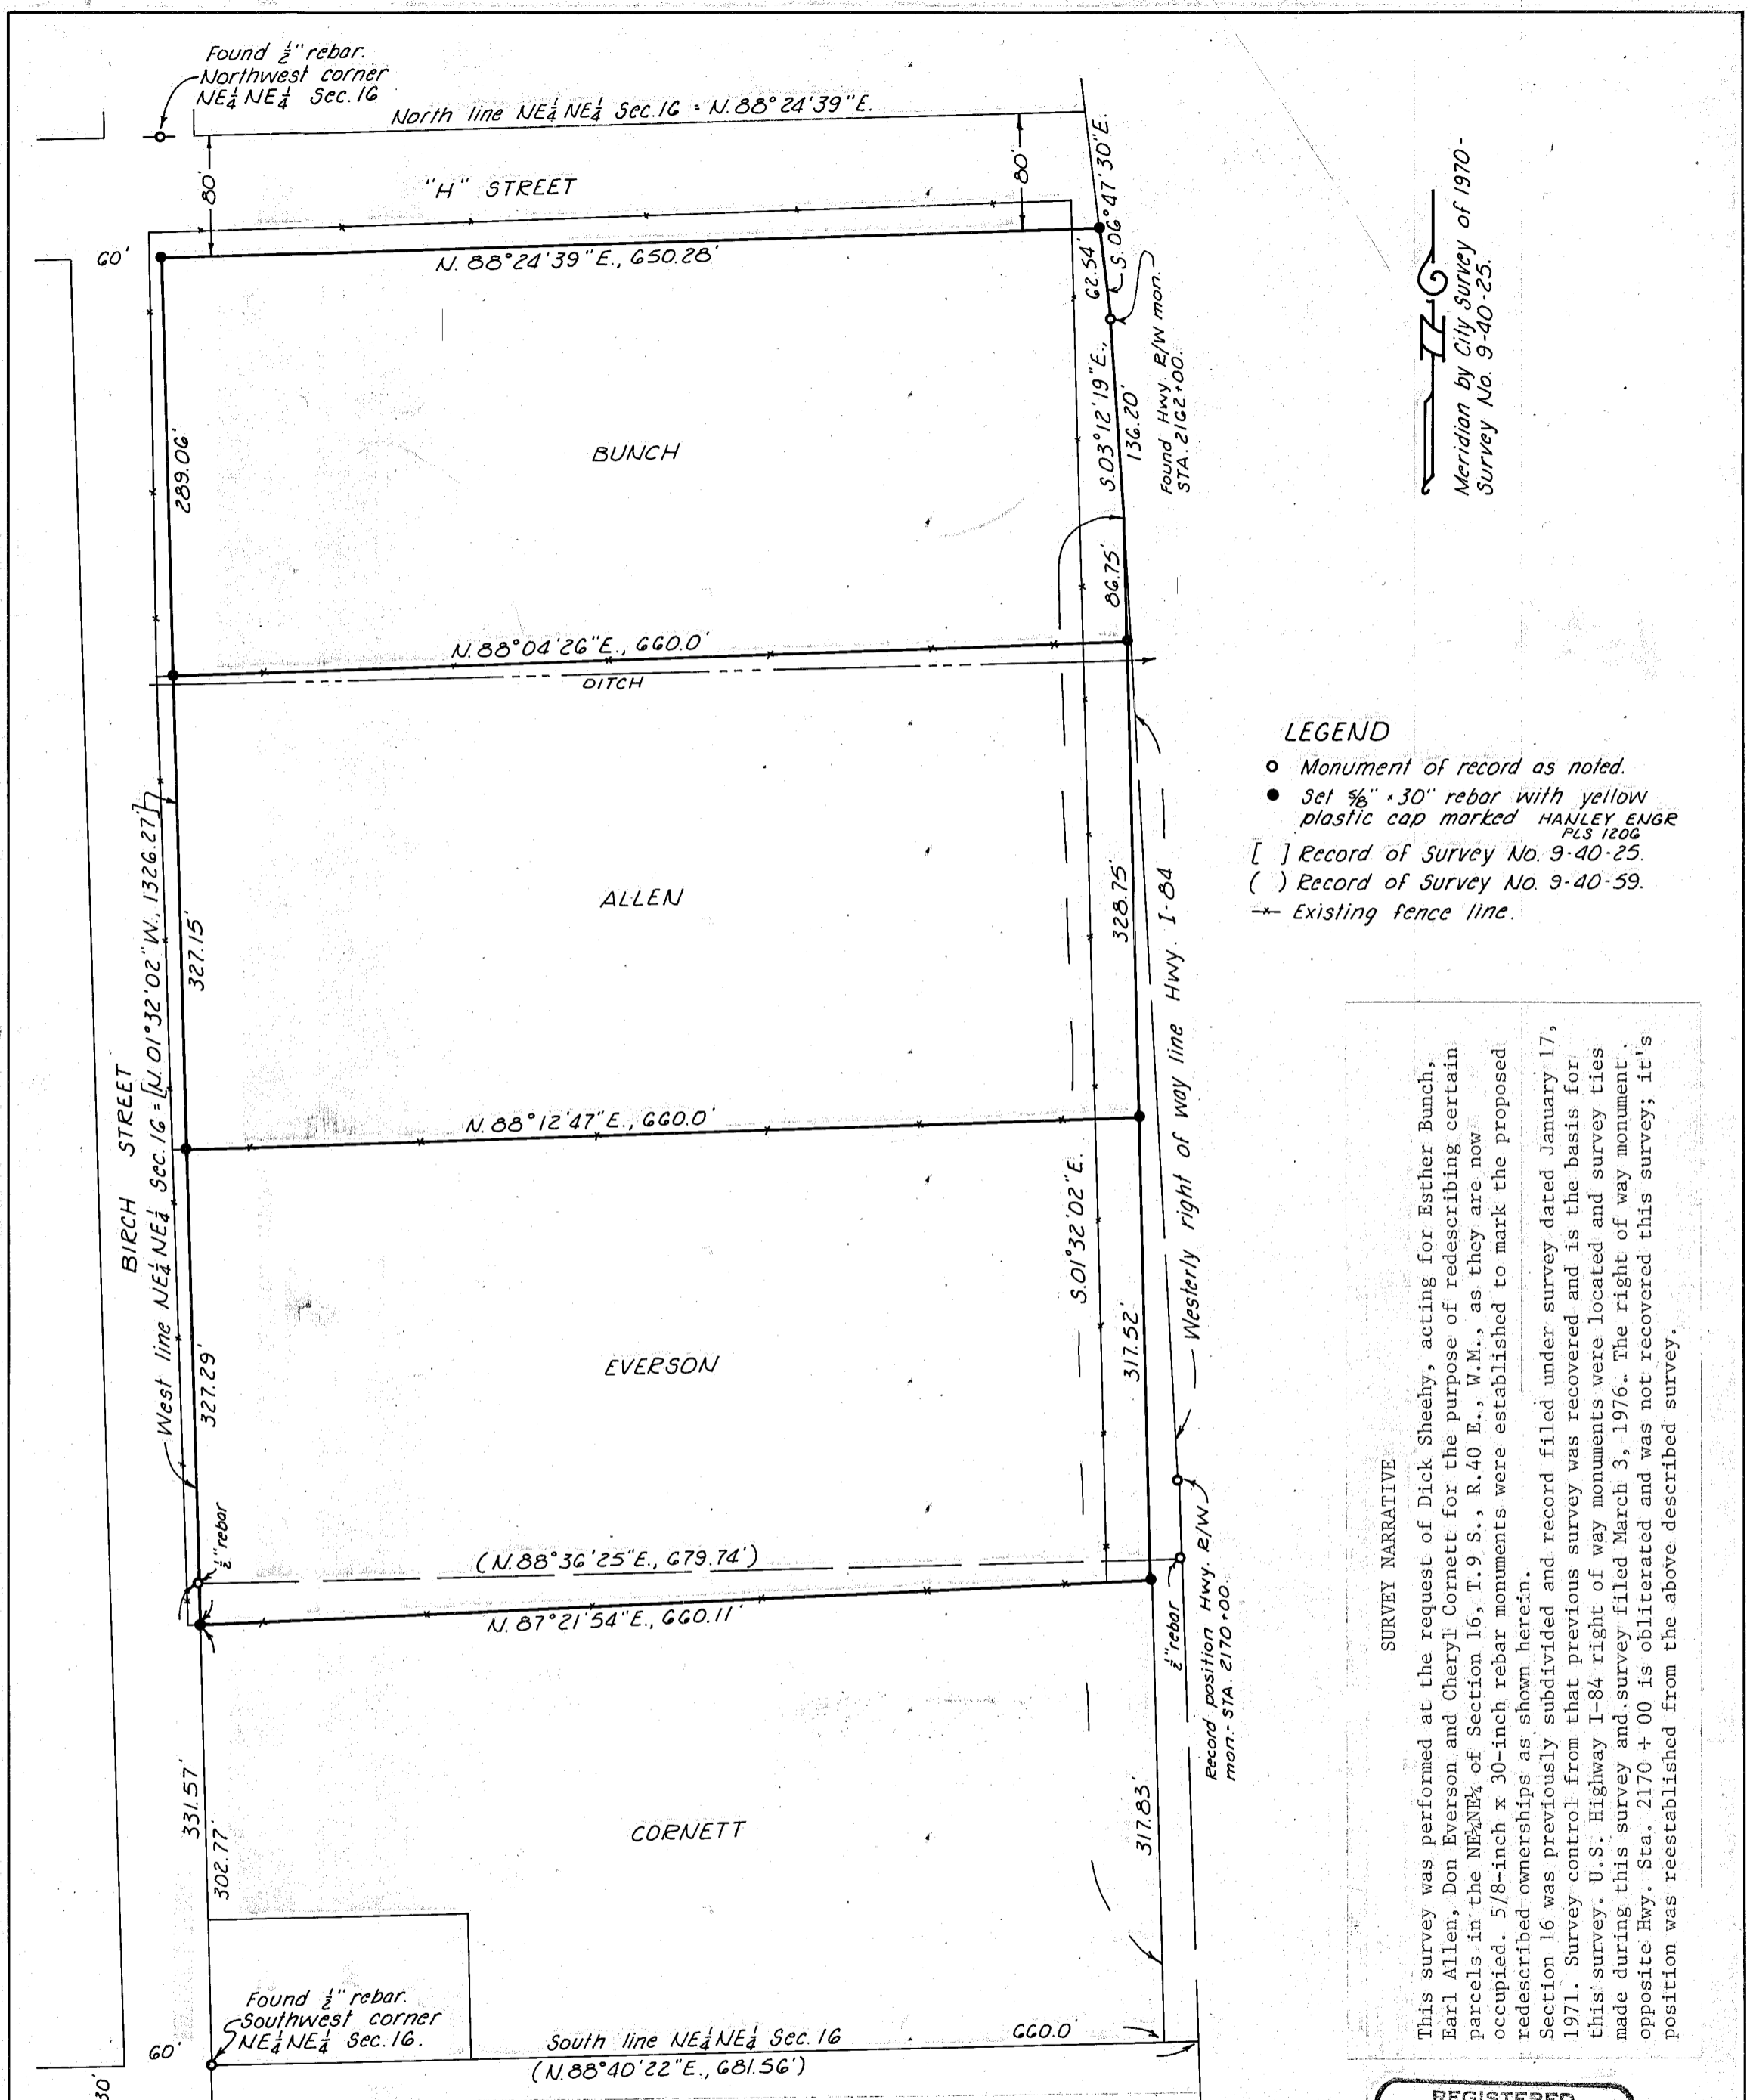 Found ½" rebar.
Northwest corner
NE¼ NE¼ Sec. 16
North line NE¼ NE¼ Sec. 16 = N. 88° 24' 39" E.
80'
"H" STREET
80'
S. 06° 47' 30" E.
60'
N. 88° 24' 39" E., 650.28'
62.54'
Found Hwy. R/W mon.-
STA. 2162+00.
S. 03° 12' 19" E.,
136.20'
289.06'
BUNCH
86.75'
N. 88° 04' 26" E., 660.0'
DITCH
Meridian by City Survey of 1970-
Survey No. 9-40-25.
LEGEND
Monument of record as noted.
Set 5/8" x 30" rebar with yellow
plastic cap marked HANLEY ENGR
PLS 1206
[ ] Record of Survey No. 9-40-25.
( ) Record of Survey No. 9-40-59.
-x- Existing fence line.
BIRCH STREET
West line NE¼ NE¼ Sec. 16 = [N. 01° 32' 02" W., 1326.27']
327.15'
ALLEN
328.75'
Westerly right of way line Hwy. I-84
N. 88° 12' 47" E., 660.0'
S. 01° 32' 02" E.
327.29'
EVERSON
317.52'
½" rebar
(N. 88° 36' 25" E., 679.74')
N. 87° 21' 54" E., 660.11'
½" rebar
Record position Hwy. R/W
mon.- STA. 2170+00.
331.57'
302.77'
CORNETT
317.83'
Found ½" rebar.
Southwest corner
NE¼ NE¼ Sec. 16.
60'
30'
South line NE¼ NE¼ Sec. 16
660.0'
(N. 88° 40' 22" E., 681.56')
SURVEY NARRATIVE
This survey was performed at the request of Dick Sheehy, acting for Esther Bunch,
Earl Allen, Don Everson and Cheryl Cornett for the purpose of redescribing certain
parcels in the NE¼NE¼ of Section 16, T.9 S., R.40 E., W.M., as they are now
occupied. 5/8-inch x 30-inch rebar monuments were established to mark the proposed
redescribed ownerships as shown herein.
Section 16 was previously subdivided and record filed under survey dated January 17,
1971. Survey control from that previous survey was recovered and is the basis for
this survey. U.S. Highway I-84 right of way monuments were located and survey ties
made during this survey and survey filed March 3, 1976. The right of way monument
opposite Hwy. Sta. 2170 + 00 is obliterated and was not recovered this survey; it's
position was reestablished from the above described survey.
REGISTERED